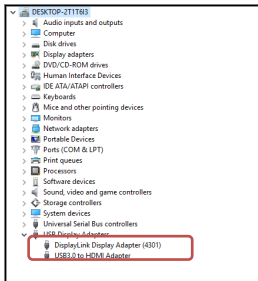 DESKTOP-2T1T6I3
Audio inputs and outputs
Computer
Disk drives
Display adapters
DVD/CD-ROM drives
Human Interface Devices
IDE ATA/ATAPI controllers
Keyboards
Mice and other pointing devices
Monitors
Network adapters
Portable Devices
Ports (COM & LPT)
Print queues
Processors
Software devices
Sound, video and game controllers
Storage controllers
System devices
Universal Serial Bus controllers
USB Display Adapters
DisplayLink Display Adapter (4301)
USB3.0 to HDMI Adapter